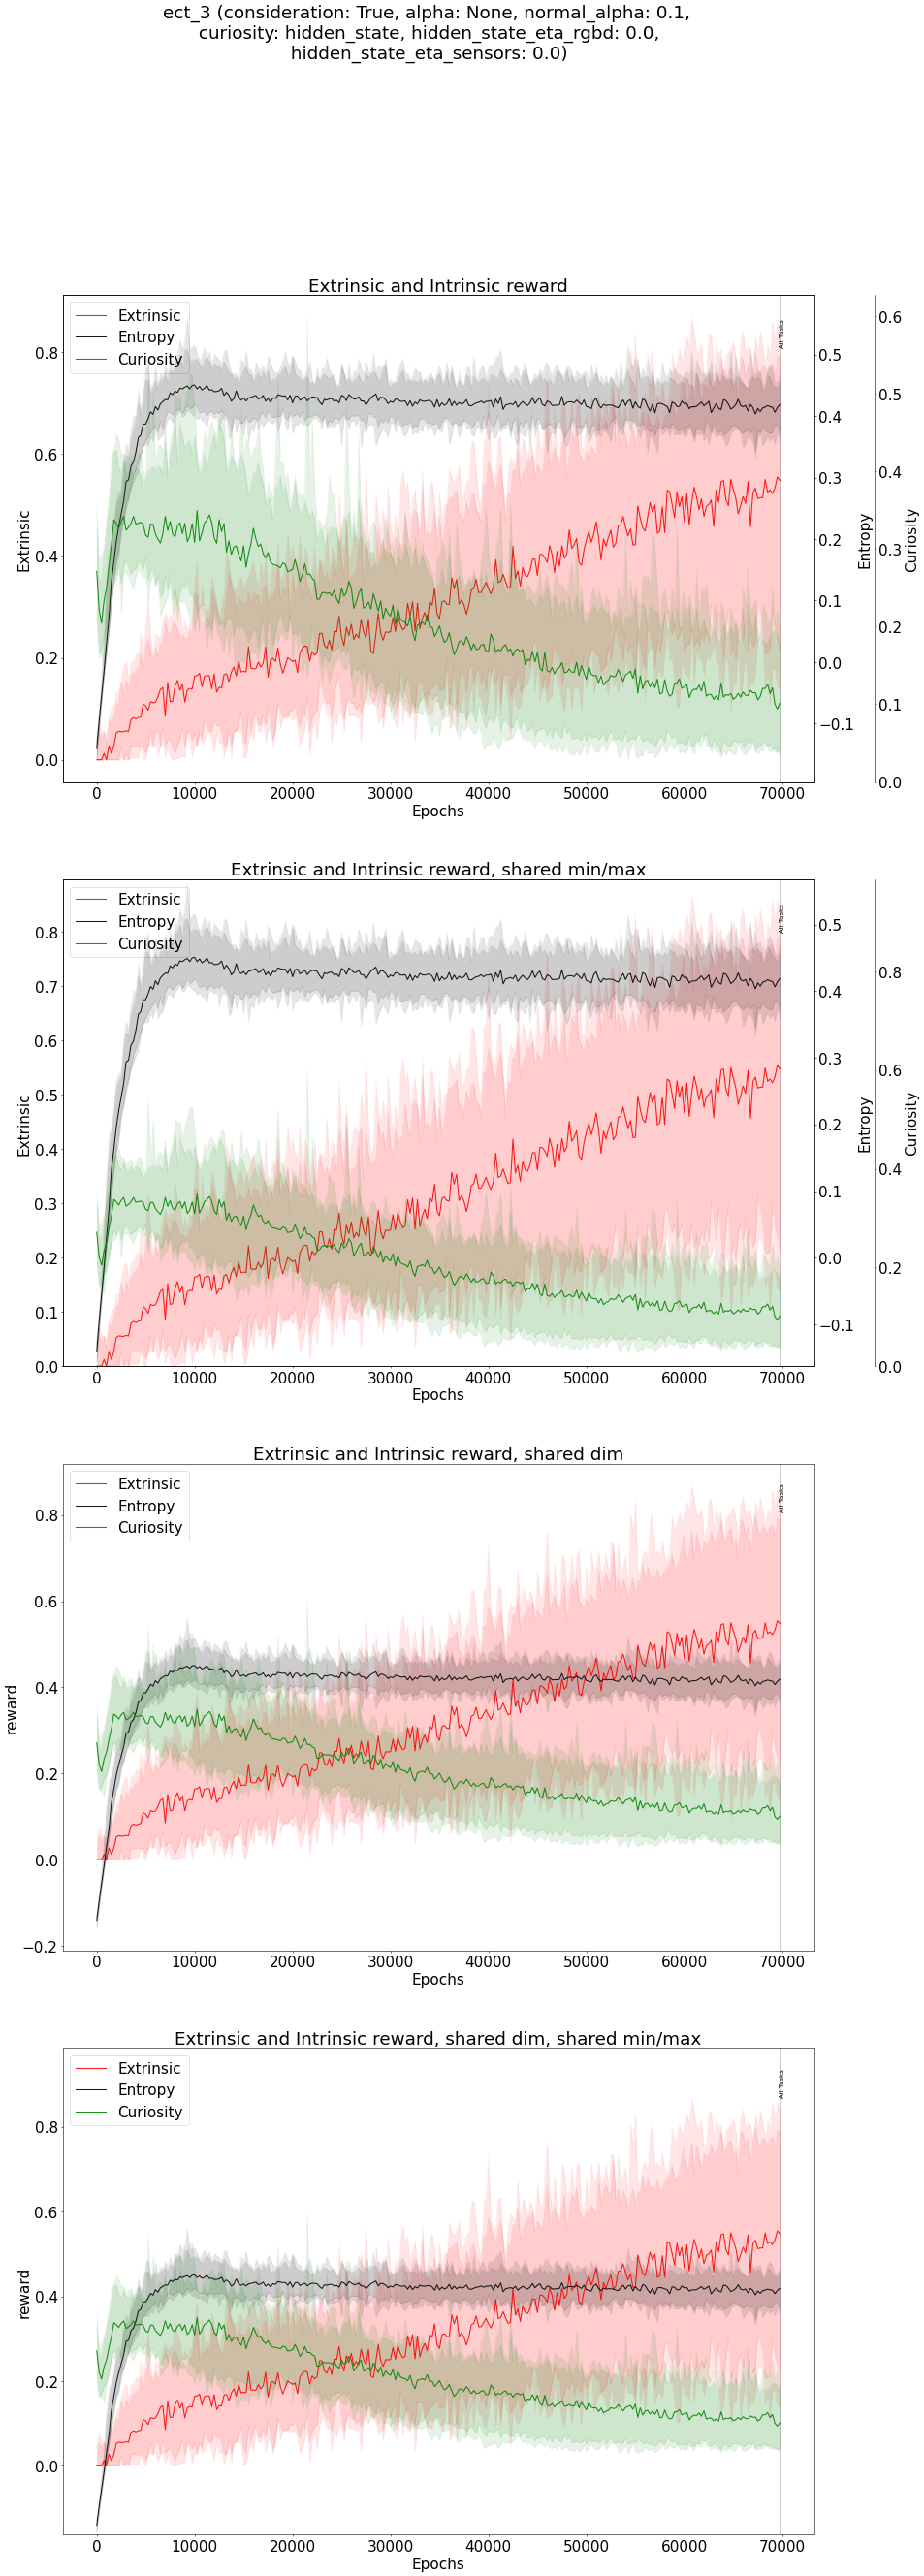 ect_3 (consideration: True, alpha: None, normal_alpha: 0.1,
curiosity: hidden_state, hidden_state_eta_rgbd: 0.0,
hidden_state_eta_sensors: 0.0)
Extrinsic and Intrinsic reward
Extrinsic
Entropy
Curiosity
All Tasks
0.8
0.6
0.4
0.2
0.0
Extrinsic
0.5
0.4
0.3
0.2
0.1
0.0
−0.1
Entropy
0.6
0.5
0.4
0.3
0.2
0.1
0.0
Curiosity
0 10000 20000 30000 40000 50000 60000 70000
Epochs
Extrinsic and Intrinsic reward, shared min/max
Extrinsic
Entropy
Curiosity
All Tasks
0.8
0.7
0.6
0.5
0.4
0.3
0.2
0.1
0.0
Extrinsic
0.5
0.4
0.3
0.2
0.1
0.0
−0.1
Entropy
0.8
0.6
0.4
0.2
0.0
Curiosity
0 10000 20000 30000 40000 50000 60000 70000
Epochs
Extrinsic and Intrinsic reward, shared dim
Extrinsic
Entropy
Curiosity
All Tasks
0.8
0.6
0.4
0.2
0.0
−0.2
reward
0 10000 20000 30000 40000 50000 60000 70000
Epochs
Extrinsic and Intrinsic reward, shared dim, shared min/max
Extrinsic
Entropy
Curiosity
All Tasks
0.8
0.6
0.4
0.2
0.0
reward
0 10000 20000 30000 40000 50000 60000 70000
Epochs